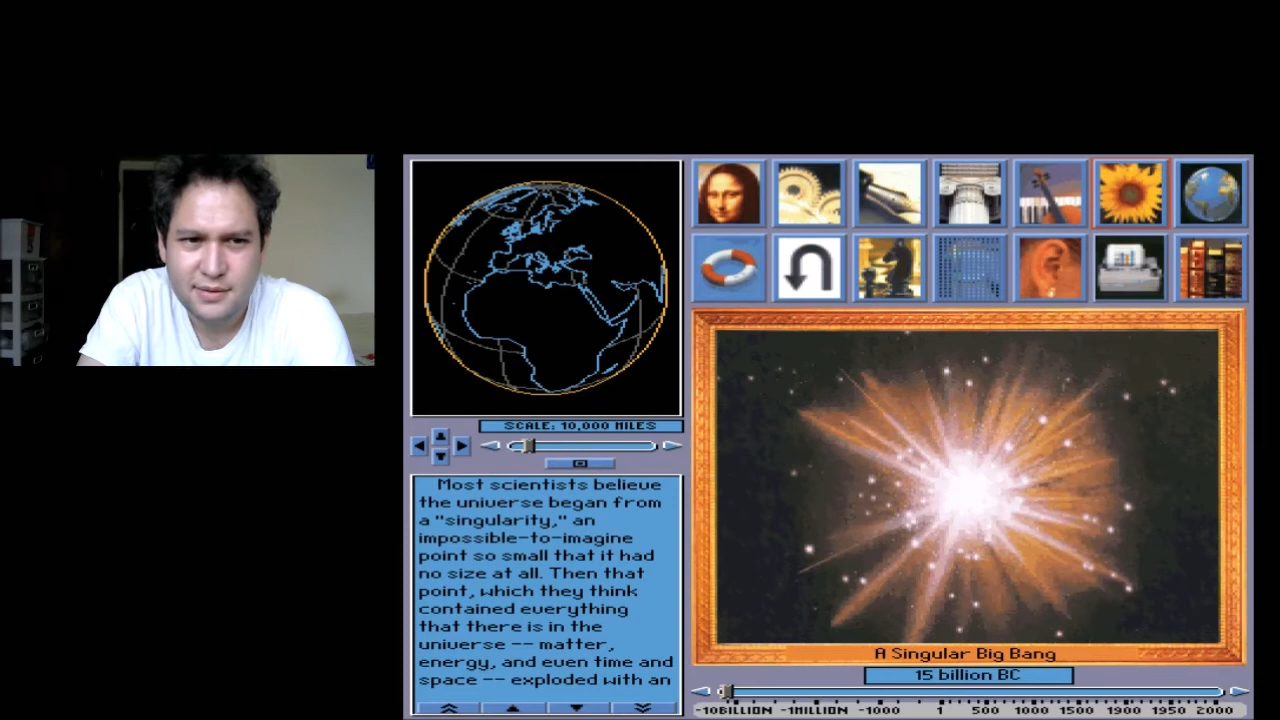 SCALE: 10,000 MILES
Most scientists believe
the universe began from
a "singularity," an
impossible-to-imagine
point so small that it had
no size at all. Then that
point, which they think
contained everything
that there is in the
universe -- matter,
energy, and even time and
space -- exploded with an
A Singular Big Bang
15 billion BC
-10BILLION -1MILLION -1000 1 500 1000 1500 1900 1950 2000